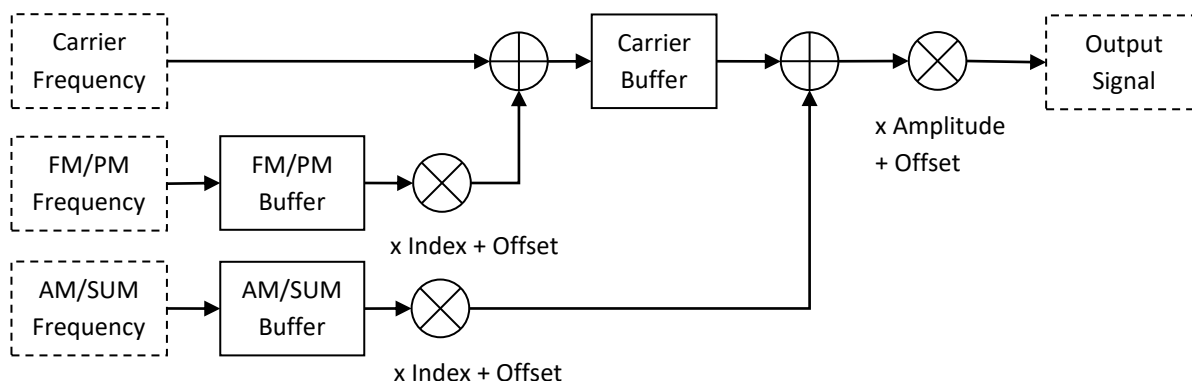 Carrier
Frequency
Carrier
Buffer
Output
Signal
x Amplitude
+ Offset
FM/PM
Frequency
FM/PM
Buffer
x Index + Offset
AM/SUM
Frequency
AM/SUM
Buffer
x Index + Offset